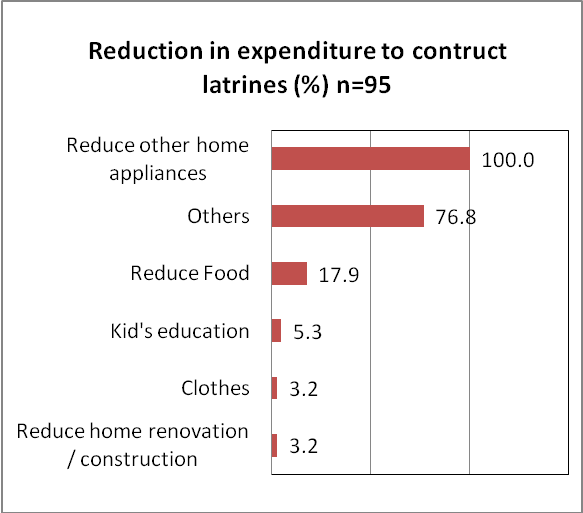 Reduction in expenditure to contruct
latrines (%) n=95
Reduce other home
appliances
100.0
Others
76.8
Reduce Food
17.9
Kid's education
5.3
Clothes
3.2
Reduce home renovation
/ construction
3.2